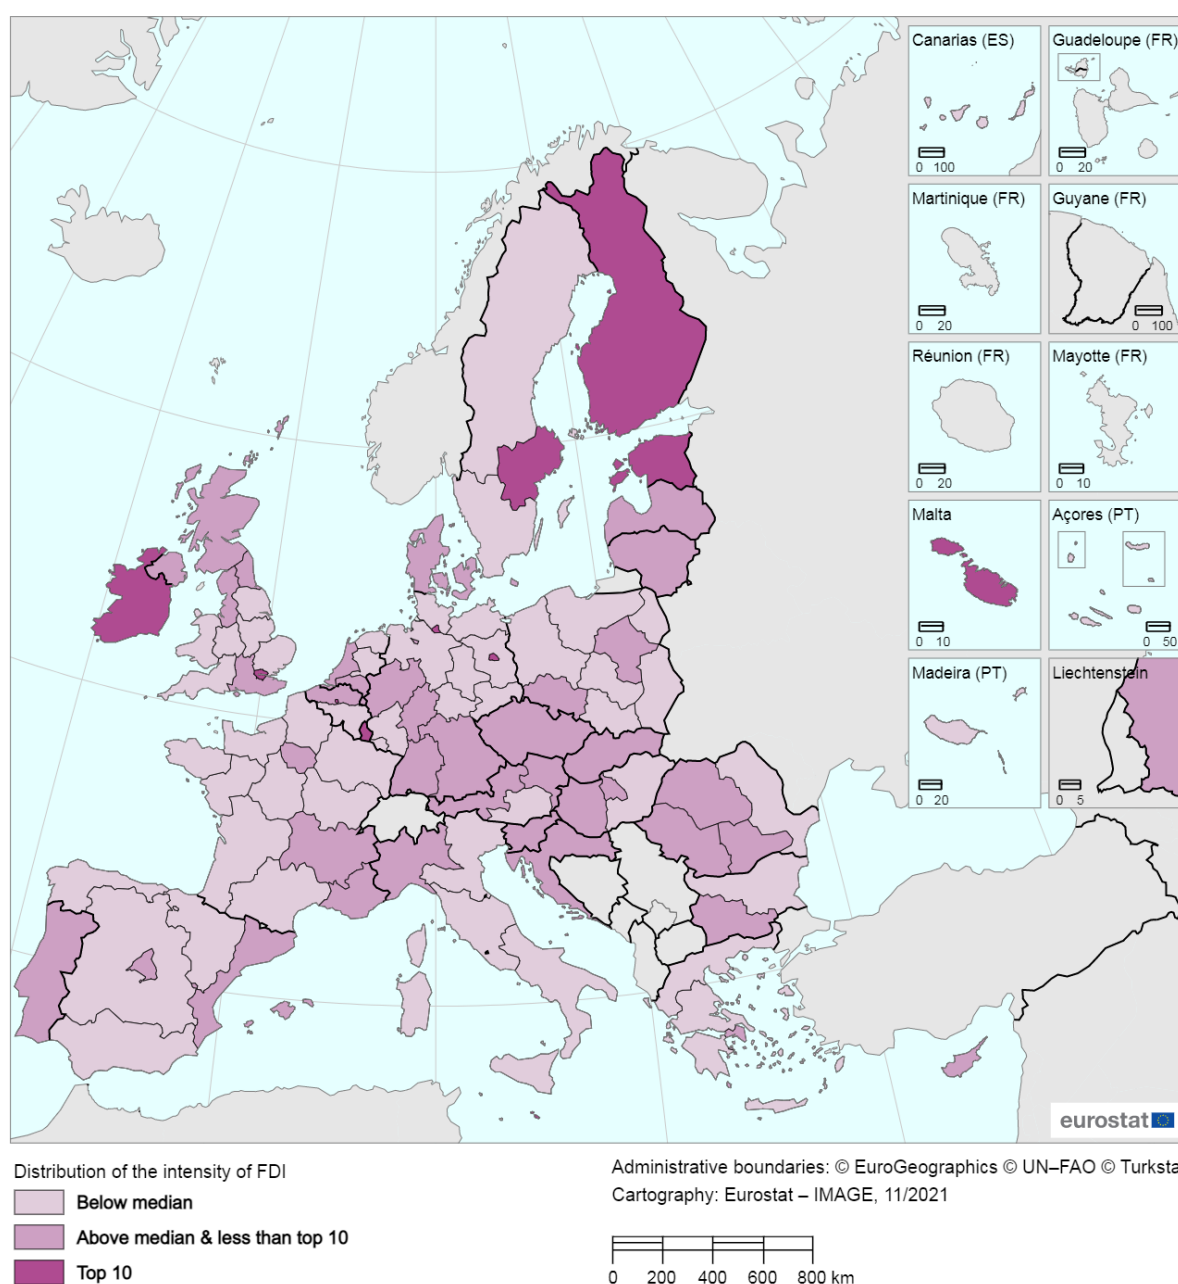 Canarias (ES)
0 100
Guadeloupe (FR)
0 20
Martinique (FR)
0 20
Guyane (FR)
0 100
Réunion (FR)
0 20
Mayotte (FR)
0 10
Malta
0 10
Açores (PT)
0 50
Madeira (PT)
0 20
Liechtenstein
0 5
eurostat
Distribution of the intensity of FDI
Below median
Above median & less than top 10
Top 10
Administrative boundaries: © EuroGeographics © UN–FAO © Turksta
Cartography: Eurostat – IMAGE, 11/2021
0 200 400 600 800 km